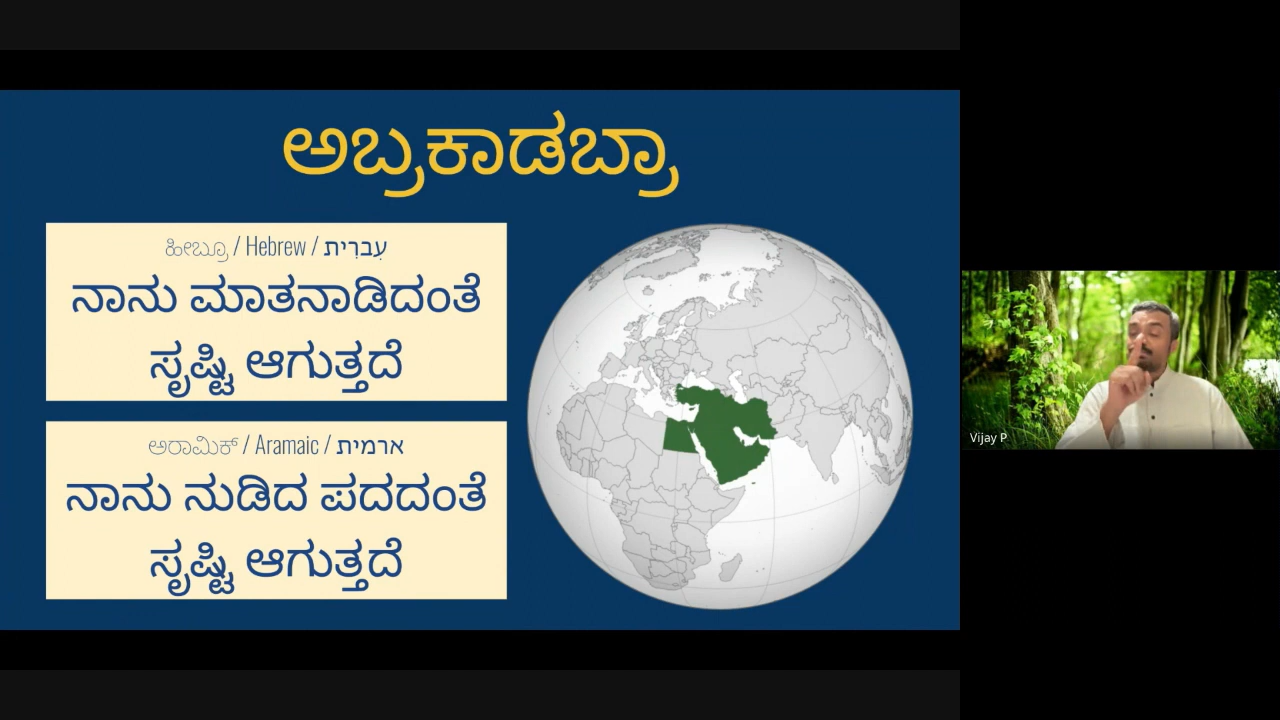 ಅಬ್ರಕಾಡಬ್ರಾ
ಹೀಬ್ರೂ / Hebrew / עִברִית
ನಾನು ಮಾತನಾಡಿದಂತೆ
ಸೃಷ್ಟಿ ಆಗುತ್ತದೆ
ಅರಾಮಿಕ್ / Aramaic / ארמית
ನಾನು ನುಡಿದ ಪದದಂತೆ
ಸೃಷ್ಟಿ ಆಗುತ್ತದೆ
Vijay P